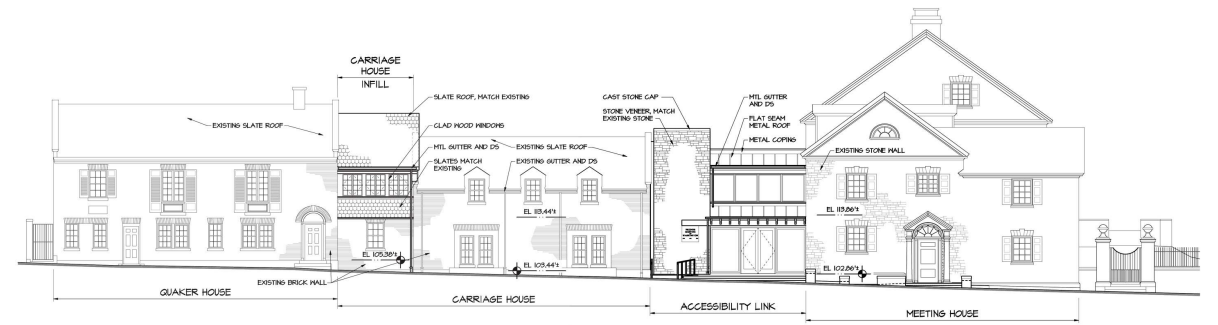 CARRIAGE
HOUSE
INFILL
SLATE ROOF, MATCH EXISTING
EXISTING SLATE ROOF
CLAD WOOD WINDOWS
MTL GUTTER AND DS
SLATES MATCH
EXISTING
EXISTING SLATE ROOF
EXISTING GUTTER AND DS
CAST STONE CAP
STONE VENEER, MATCH
EXISTING STONE
MTL GUTTER
AND DS
FLAT SEAM
METAL ROOF
METAL COPING
EXISTING STONE WALL
EL 113.44'±
EL 113.86'±
EL 105.38'±
EL 103.44'±
EL 102.86'±
EXISTING BRICK WALL
QUAKER HOUSE
CARRIAGE HOUSE
ACCESSIBILITY LINK
MEETING HOUSE